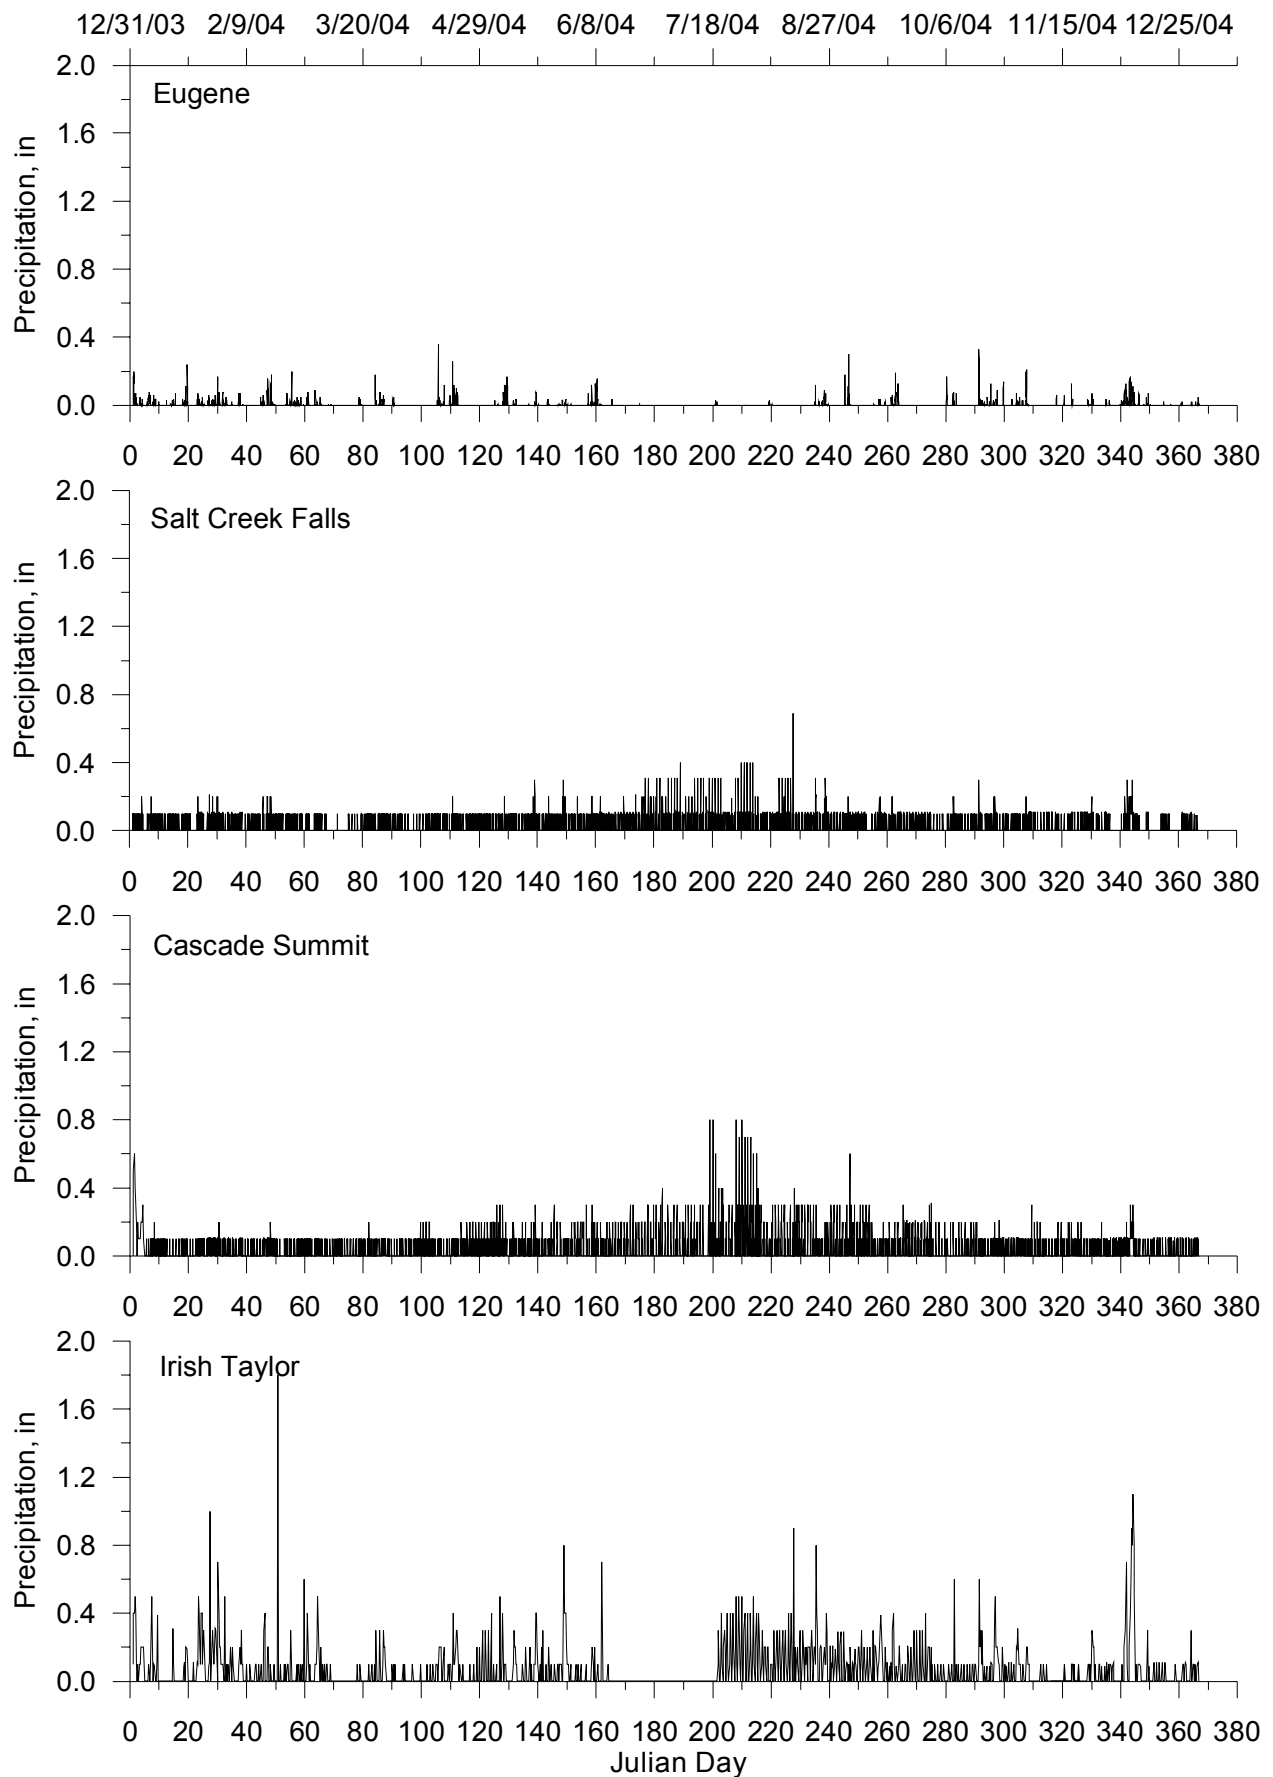 12/31/03 2/9/04 3/20/04 4/29/04 6/8/04 7/18/04 8/27/04 10/6/04 11/15/04 12/25/04
2.0
Eugene
1.6
1.2
0.8
0.4
0.0
Precipitation, in
0 20 40 60 80 100 120 140 160 180 200 220 240 260 280 300 320 340 360 380
2.0
Salt Creek Falls
1.6
1.2
0.8
0.4
0.0
Precipitation, in
0 20 40 60 80 100 120 140 160 180 200 220 240 260 280 300 320 340 360 380
2.0
Cascade Summit
1.6
1.2
0.8
0.4
0.0
Precipitation, in
0 20 40 60 80 100 120 140 160 180 200 220 240 260 280 300 320 340 360 380
2.0
Irish Taylor
1.6
1.2
0.8
0.4
0.0
Precipitation, in
0 20 40 60 80 100 120 140 160 180 200 220 240 260 280 300 320 340 360 380
Julian Day